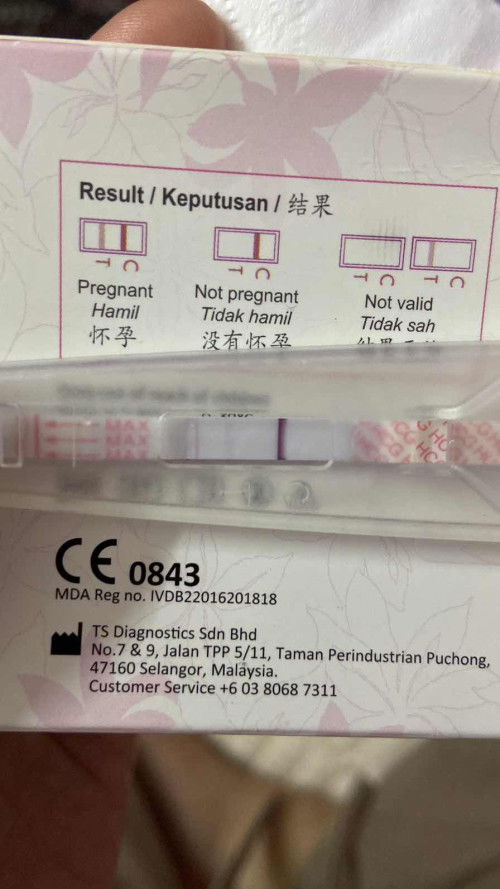 Result / Keputusan / 结果
T C
T C
T C
T C
Pregnant
Hamil
怀孕
Not pregnant
Tidak hamil
没有怀孕
Not valid
Tidak sah
MAX
MAX
MAX
HCG
CE 0843
MDA Reg no. IVDB22016201818
TS Diagnostics Sdn Bhd
No.7 & 9, Jalan TPP 5/11, Taman Perindustrian Puchong,
47160 Selangor, Malaysia.
Customer Service +6 03 8068 7311